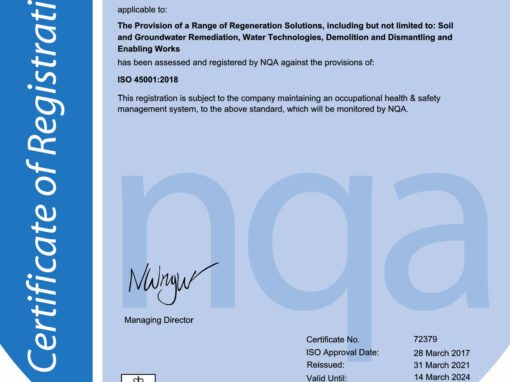 Certificate of Registrati
applicable to:
The Provision of a Range of Regeneration Solutions, including but not limited to: Soil
and Groundwater Remediation, Water Technologies, Demolition and Dismantling and
Enabling Works
has been assessed and registered by NQA against the provisions of:
ISO 45001:2018
This registration is subject to the company maintaining an occupational health & safety
management system, to the above standard, which will be monitored by NQA.
nqa
Managing Director
Certificate No. 72379
ISO Approval Date: 28 March 2017
Reissued: 31 March 2021
Valid Until: 14 March 2024